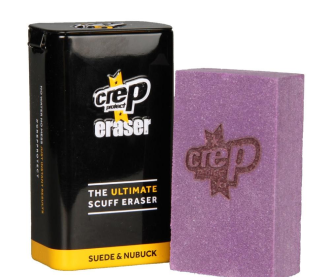 crep
protect
eraser
THE ULTIMATE
SCUFF ERASER
SUEDE & NUBUCK
crep